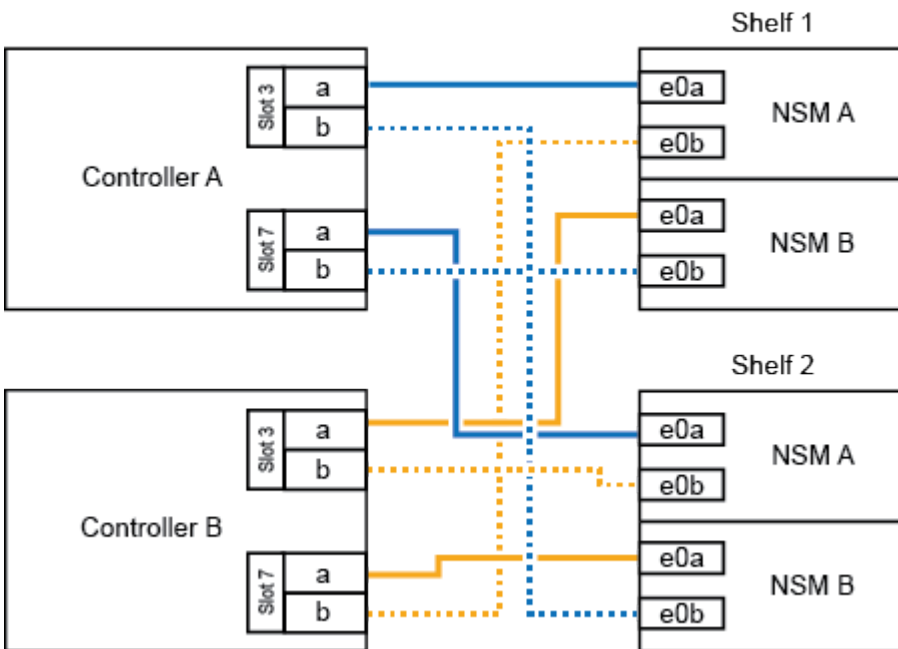 Shelf 1
Controller A
Slot 3
a
b
Slot 7
a
b
e0a
e0b
NSM A
e0a
e0b
NSM B
Shelf 2
Controller B
Slot 3
a
b
Slot 7
a
b
e0a
e0b
NSM A
e0a
e0b
NSM B